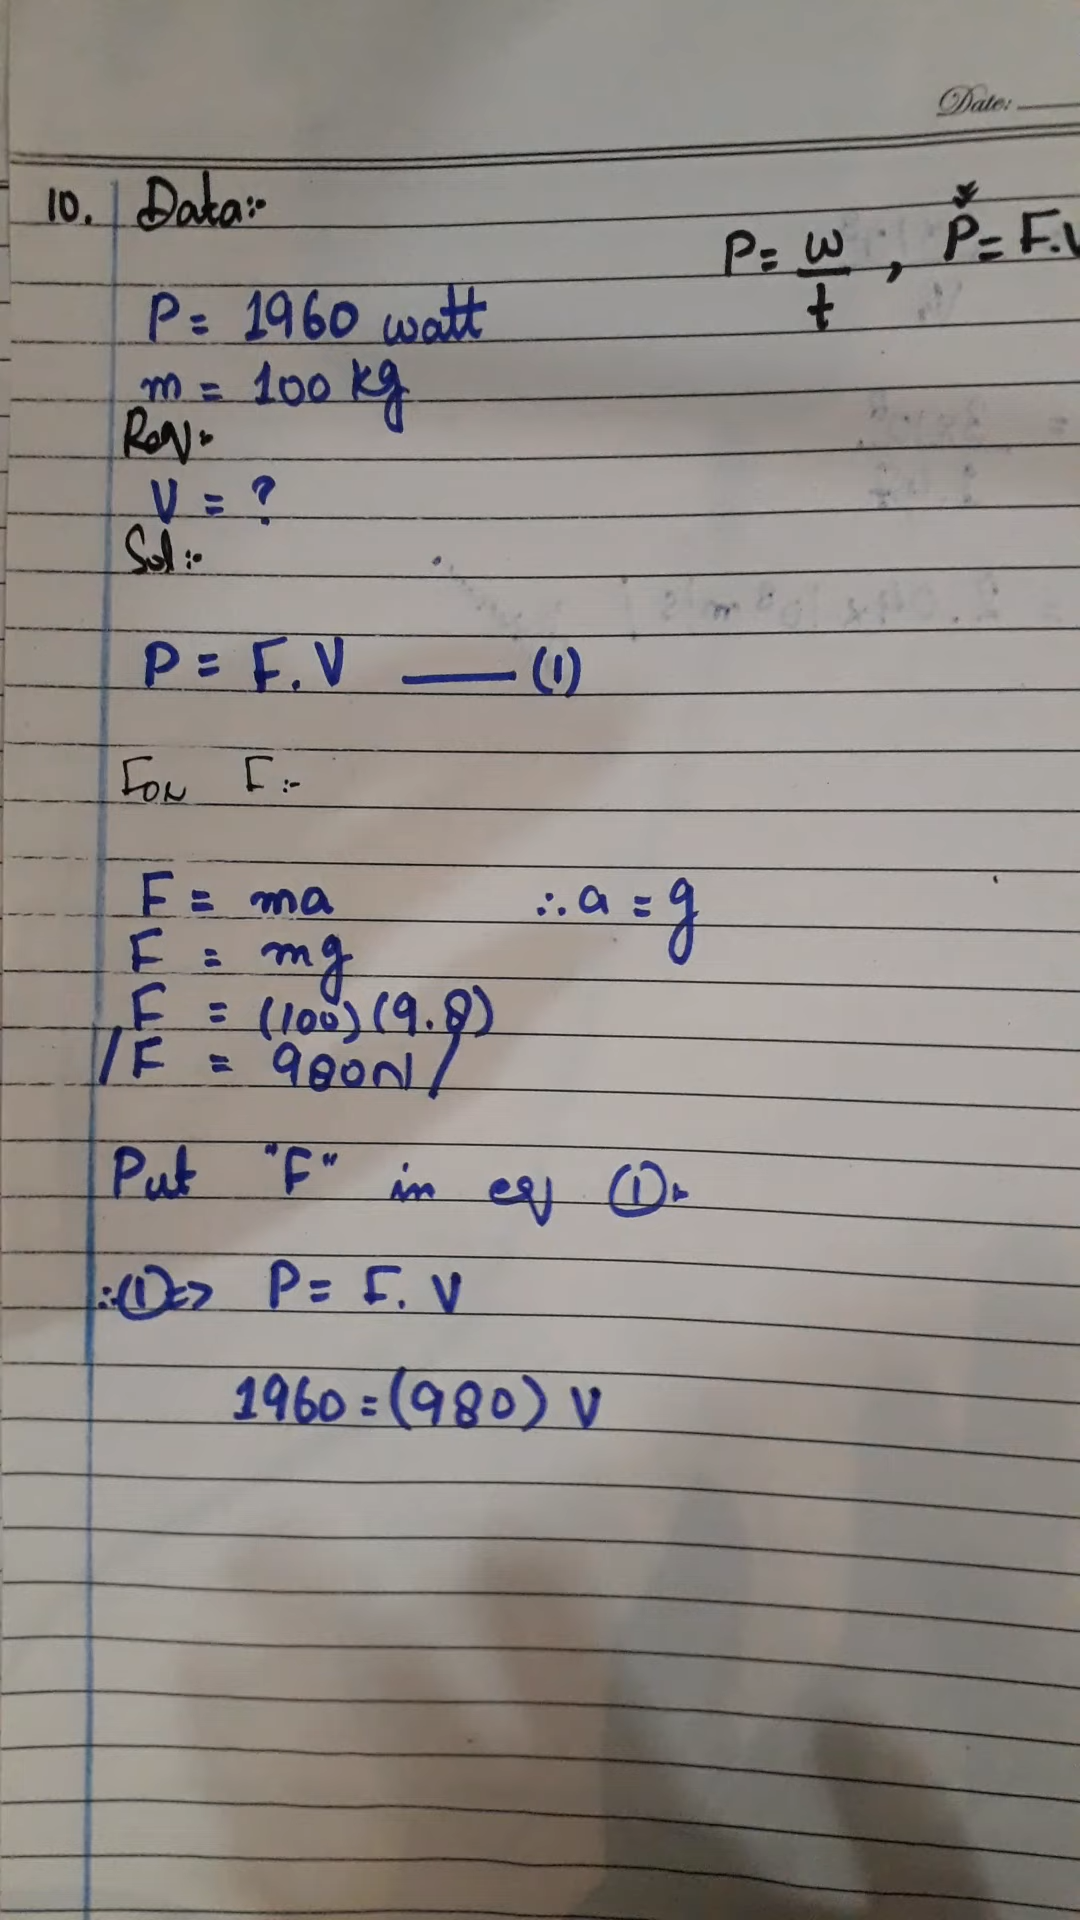 Date:
10. Data:-
P = w/t , P = F.V
P = 1960 watt
m = 100 kg
Req:
V = ?
Sol:-
P = F.V —— (1)
For F:-
F = ma ∴ a = g
F = mg
F = (100)(9.8)
/F = 980N/
Put "F" in eq (1):-
∴(1)=> P = F.V
1960 = (980) V